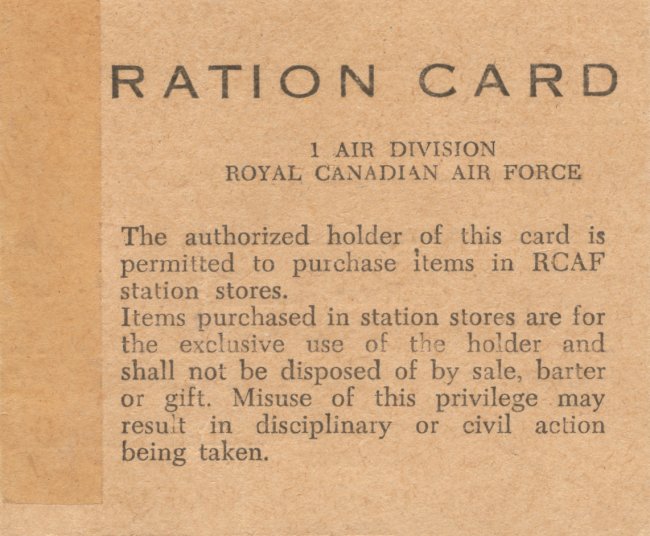 RATION CARD
1 AIR DIVISION
ROYAL CANADIAN AIR FORCE
The authorized holder of this card is
permitted to purchase items in RCAF
station stores.
Items purchased in station stores are for
the exclusive use of the holder and
shall not be disposed of by sale, barter
or gift. Misuse of this privilege may
result in disciplinary or civil action
being taken.